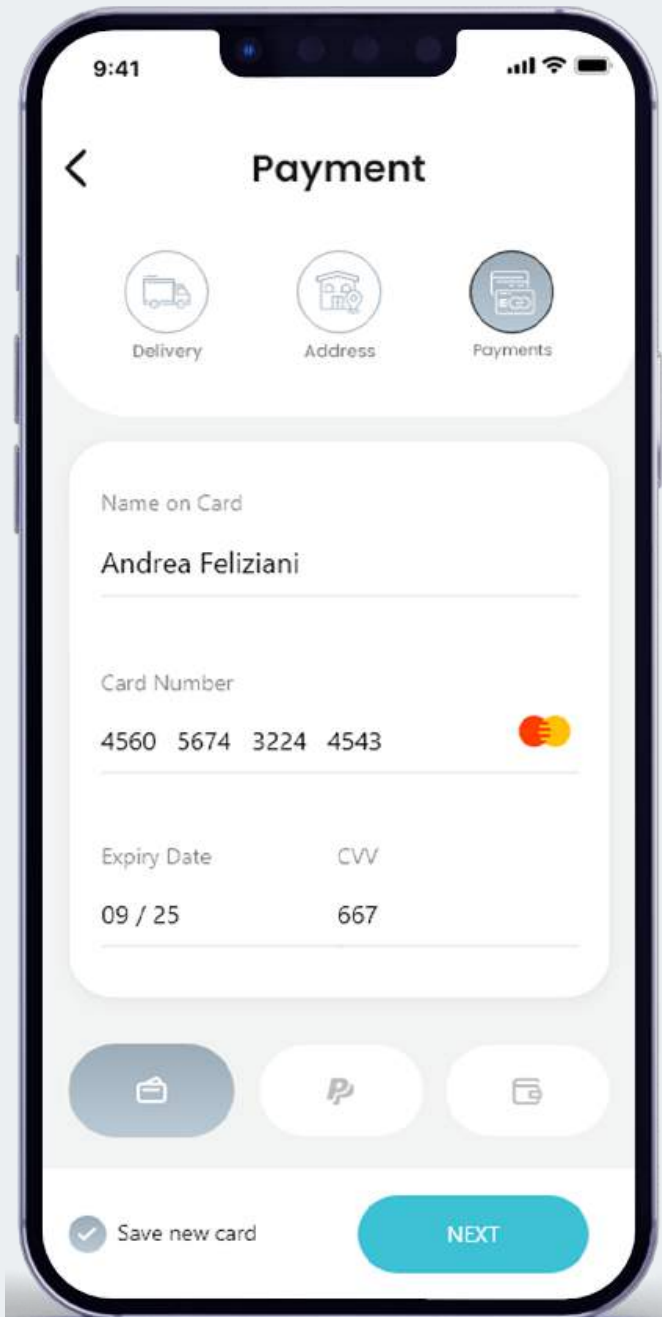 9:41
Payment
Delivery Address Payments
Name on Card
Andrea Feliziani
Card Number
4560 5674 3224 4543
Expiry Date CVV
09 / 25 667
Save new card NEXT